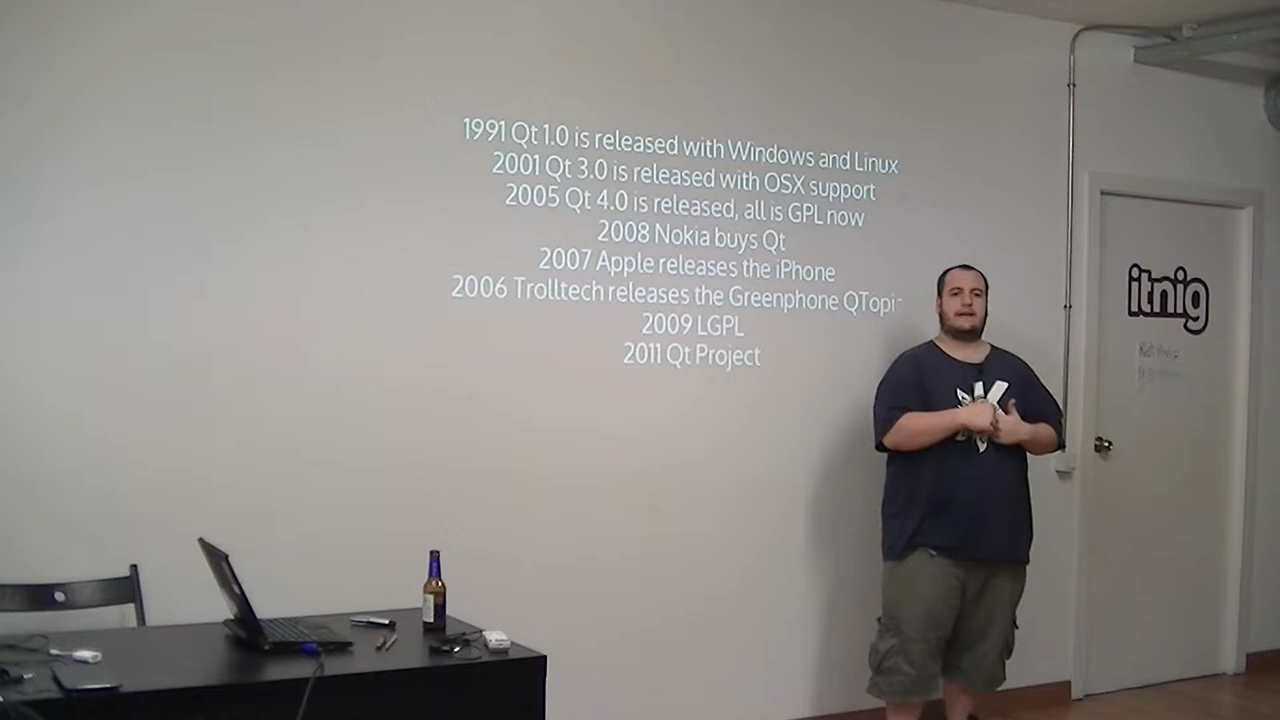 1991 Qt 1.0 is released with Windows and Linux
2001 Qt 3.0 is released with OSX support
2005 Qt 4.0 is released, all is GPL now
2008 Nokia buys Qt
2007 Apple releases the iPhone
2006 Trolltech releases the Greenphone QTopi
2009 LGPL
2011 Qt Project
itnig